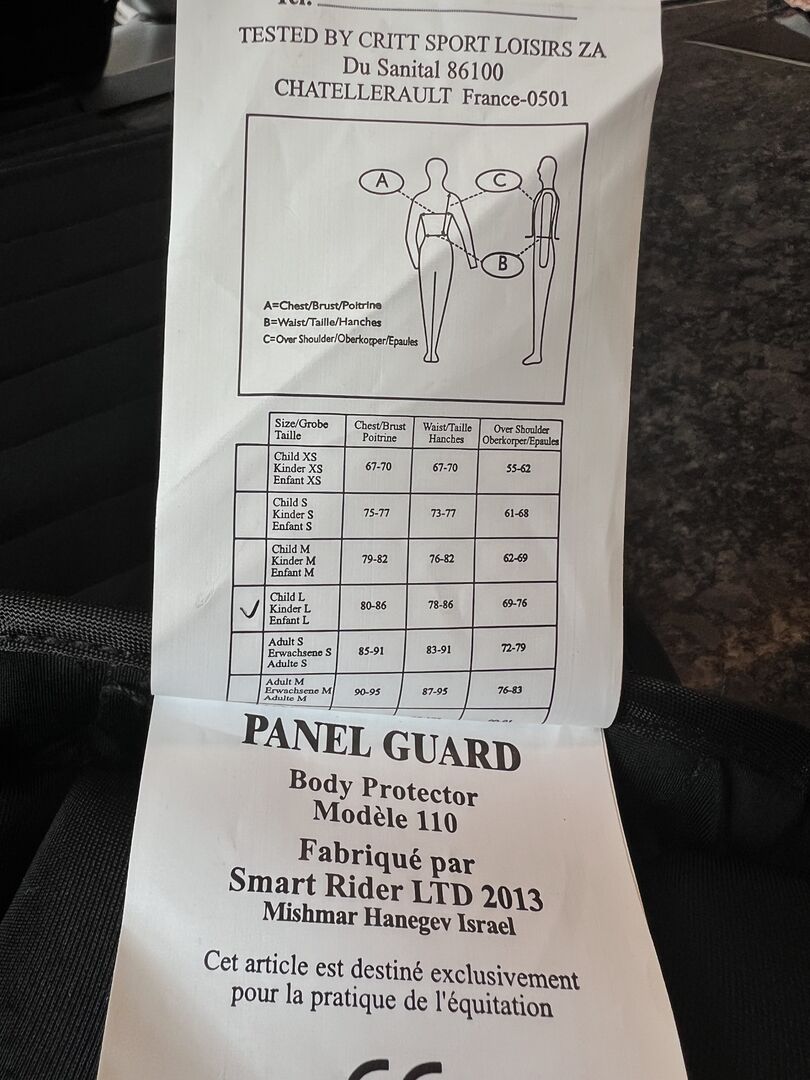 TESTED BY CRITT SPORT LOISIRS ZA
Du Sanital 86100
CHATELLERAULT France-0501
A
C
B
A=Chest/Brust/Poitrine
B=Waist/Taille/Hanches
C=Over Shoulder/Oberkorper/Epaules
Size/Grobe
Taille
Chest/Brust
Poitrine
Waist/Taille
Hanches
Over Shoulder
Oberkorper/Epaules
Child XS
Kinder XS
Enfant XS
67-70
67-70
55-62
Child S
Kinder S
Enfant S
75-77
73-77
61-68
Child M
Kinder M
Enfant M
79-82
76-82
62-69
Child L
Kinder L
Enfant L
80-86
78-86
69-76
Adult S
Erwachsene S
Adulte S
85-91
83-91
72-79
Adult M
Erwachsene M
Adulte M
90-95
87-95
76-83
PANEL GUARD
Body Protector
Modèle 110
Fabriqué par
Smart Rider LTD 2013
Mishmar Hanegev Israel
Cet article est destiné exclusivement
pour la pratique de l'équitation